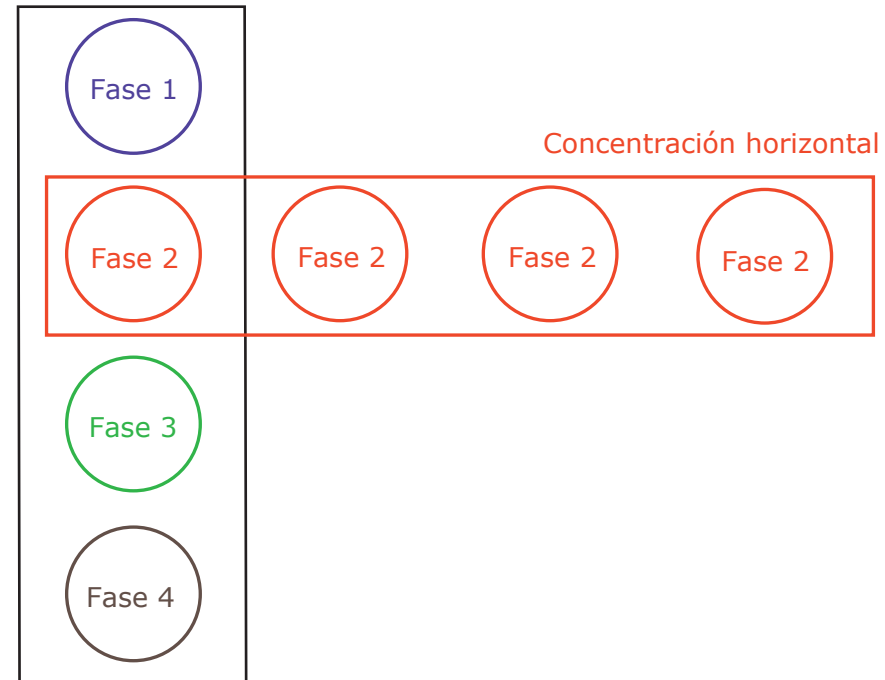 Fase 1
Concentración horizontal
Fase 2 Fase 2 Fase 2 Fase 2
Fase 3
Fase 4